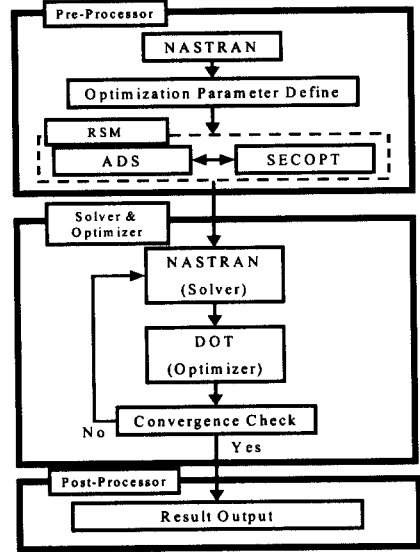 Pre-Processor
NASTRAN
Optimization Parameter Define
RSM
ADS
SECOPT
Solver &
Optimizer
NASTRAN
(Solver)
DOT
(Optimizer)
Convergence Check
No
Yes
Post-Processor
Result Output